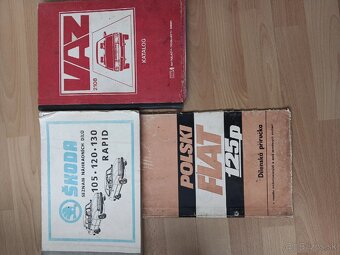 VAZ
2108
KATALOG
ŠKODA
SEZNAM NÁHRADNÍCH DÍLŮ
105 · 120 · 130
RAPID
POLSKI
FIAT
125p
Dílenská příručka